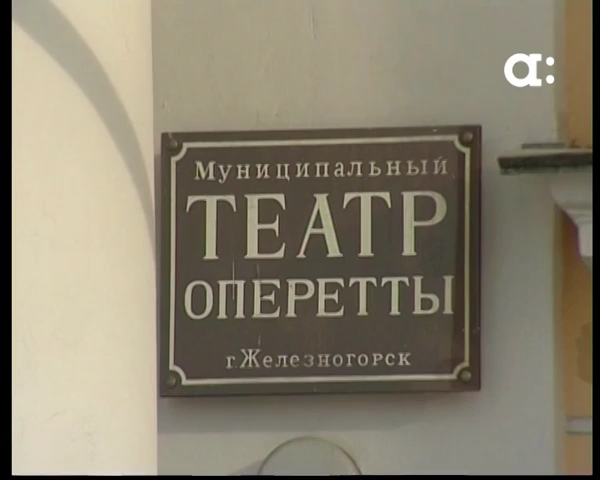 α:
Муниципальный
ТЕАТР
ОПЕРЕТТЫ
г.Железногорск